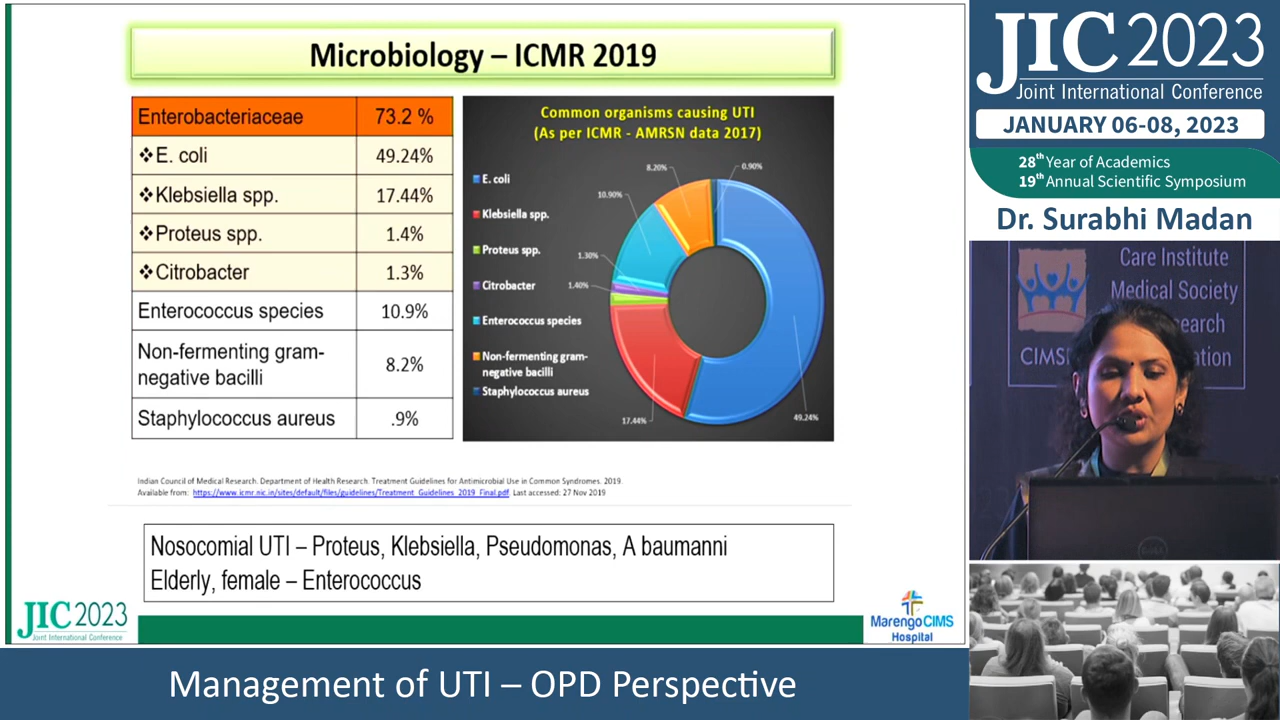 Microbiology – ICMR 2019
Enterobacteriaceae 73.2 %
❖E. coli 49.24%
❖Klebsiella spp. 17.44%
❖Proteus spp. 1.4%
❖Citrobacter 1.3%
Enterococcus species 10.9%
Non-fermenting gram-
negative bacilli 8.2%
Staphylococcus aureus .9%
Common organisms causing UTI
(As per ICMR - AMRSN data 2017)
E. coli
Klebsiella spp.
Proteus spp.
Citrobacter
Enterococcus species
Non-fermenting gram-
negative bacilli
Staphylococcus aureus
8.20%
0.90%
10.90%
1.30%
1.40%
17.44%
49.24%
Indian Council of Medical Research. Department of Health Research. Treatment Guidelines for Antimicrobial Use in Common Syndromes. 2019.
Available from: https://www.icmr.nic.in/sites/default/files/guidelines/Treatment_Guidelines_2019_Final.pdf. Last accessed: 27 Nov 2019
Nosocomial UTI – Proteus, Klebsiella, Pseudomonas, A baumanni
Elderly, female – Enterococcus
JIC 2023
Joint International Conference
MarengoCIMS
Hospital
Management of UTI – OPD Perspective
JIC 2023
Joint International Conference
JANUARY 06-08, 2023
28th Year of Academics
19th Annual Scientific Symposium
Dr. Surabhi Madan
Care Institute
Medical Society
CIMS